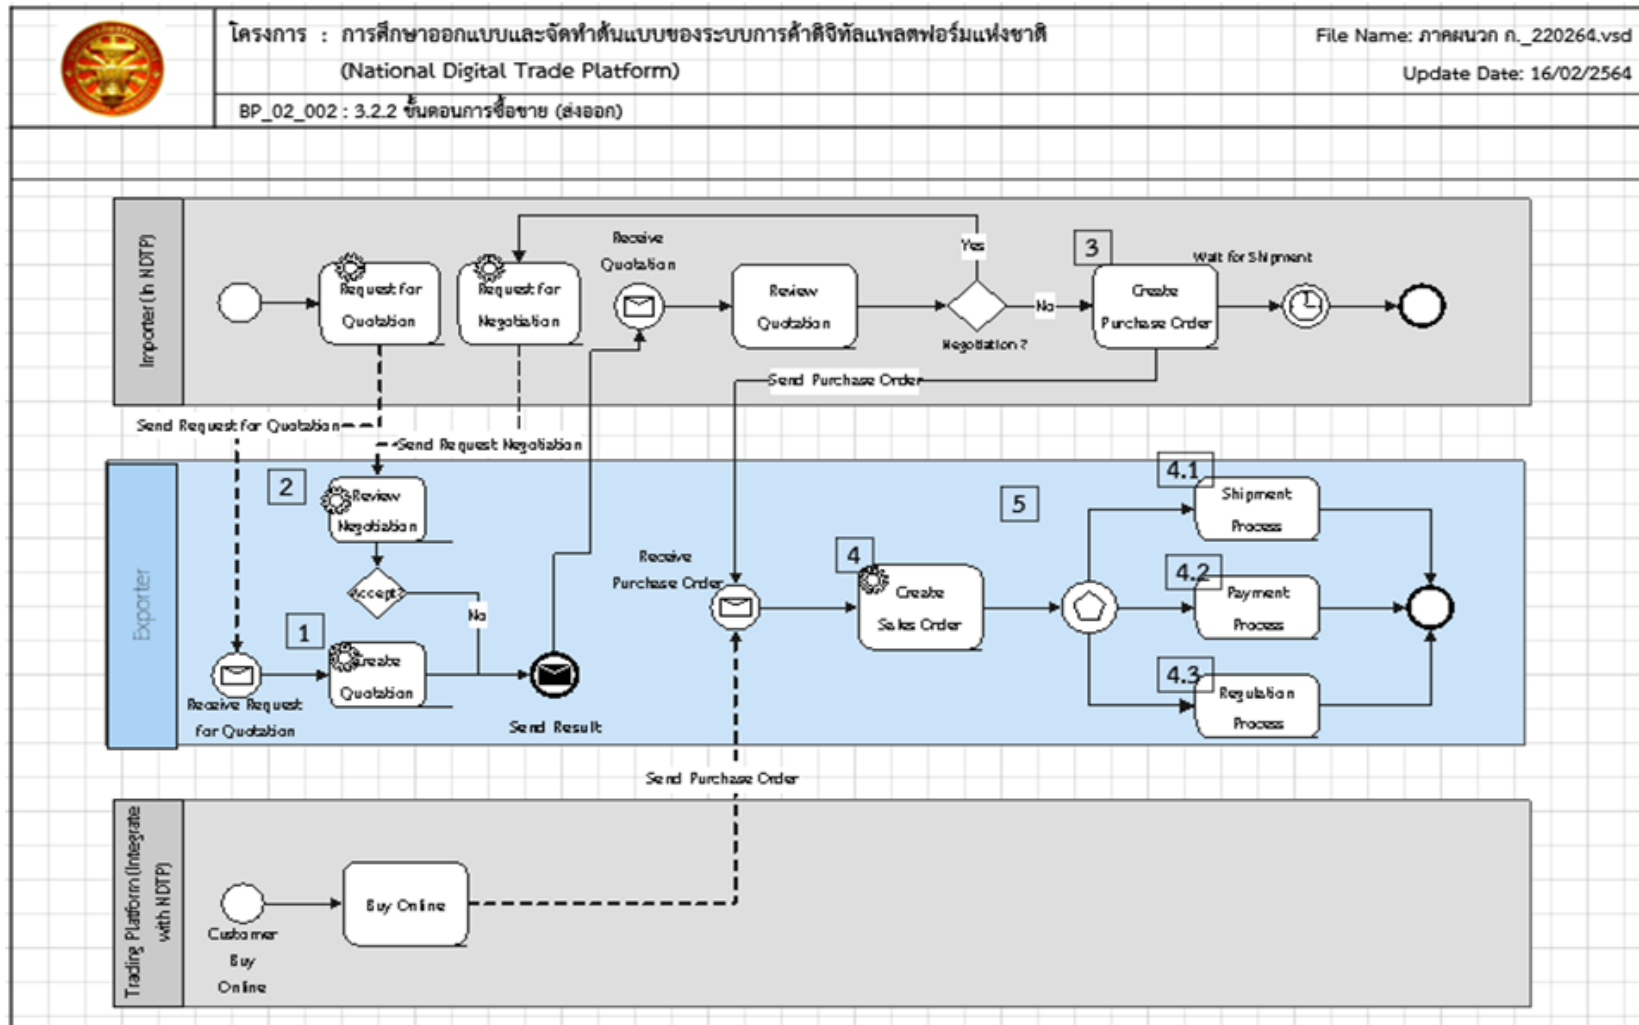 โครงการ : การศึกษาออกแบบและจัดทำต้นแบบของระบบการค้าดิจิทัลแพลตฟอร์มแห่งชาติ
(National Digital Trade Platform)
File Name: ภาคผนวก ก._220264.vsd
Update Date: 16/02/2564
BP_02_002 : 3.2.2 ขั้นตอนการซื้อขาย (ส่งออก)
Importer (in NDTP)
Request for
Quotation
Request for
Negotiation
Receive
Quotation
Review
Quotation
Yes
No
Negotiation ?
3
Create
Purchase Order
Wait for Shipment
Send Purchase Order
Send Request for Quotation
Send Request Negotiation
Exporter
2
Review
Negotiation
Accept?
No
1
Create
Quotation
Receive Request
for Quotation
Send Result
Receive
Purchase Order
4
Create
Sales Order
5
4.1
Shipment
Process
4.2
Payment
Process
4.3
Regulation
Process
Send Purchase Order
Trading Platform (Integrate
with NDTP)
Customer
Buy
Online
Buy Online